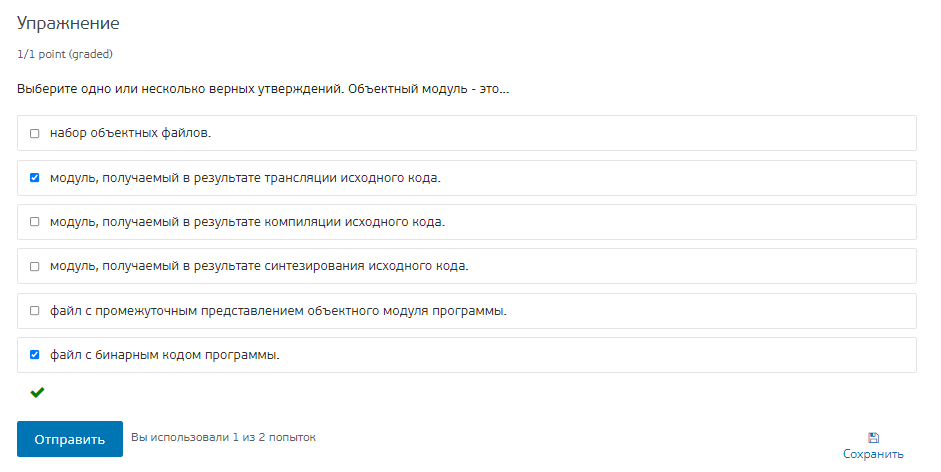 Упражнение
1/1 point (graded)
Выберите одно или несколько верных утверждений. Объектный модуль - это...
набор объектных файлов.
модуль, получаемый в результате трансляции исходного кода.
модуль, получаемый в результате компиляции исходного кода.
модуль, получаемый в результате синтезирования исходного кода.
файл с промежуточным представлением объектного модуля программы.
файл с бинарным кодом программы.
Отправить
Вы использовали 1 из 2 попыток
Сохранить